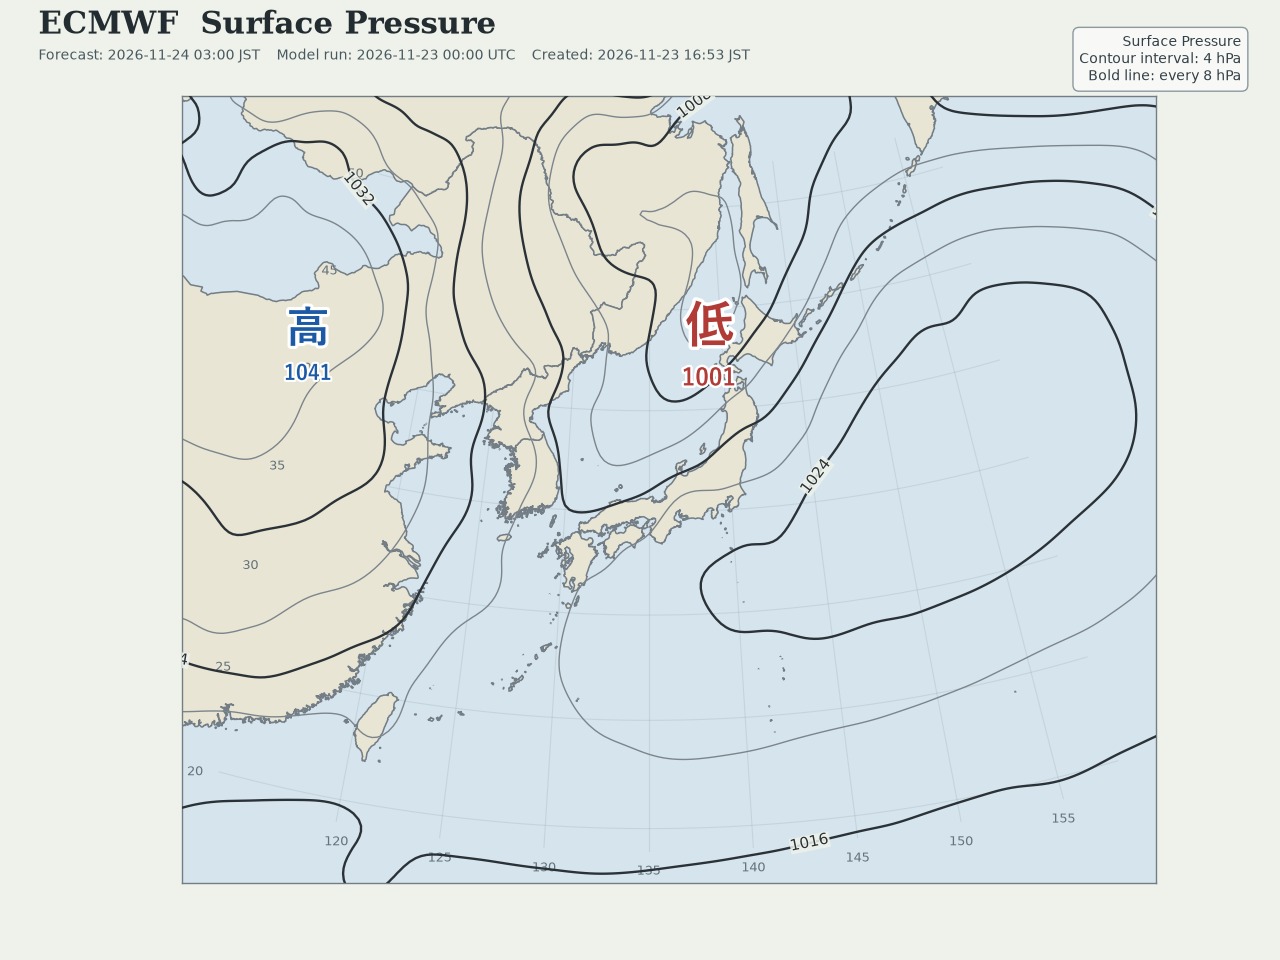 ECMWF  Surface Pressure
Forecast: 2026-11-24 03:00 JST    Model run: 2026-11-23 00:00 UTC    Created: 2026-11-23 16:53 JST
Surface Pressure
Contour interval: 4 hPa
Bold line: every 8 hPa
1008
1032
45
高
1041
低
1001
35
1024
30
25
20
1016
120
125
130
135
140
145
150
155